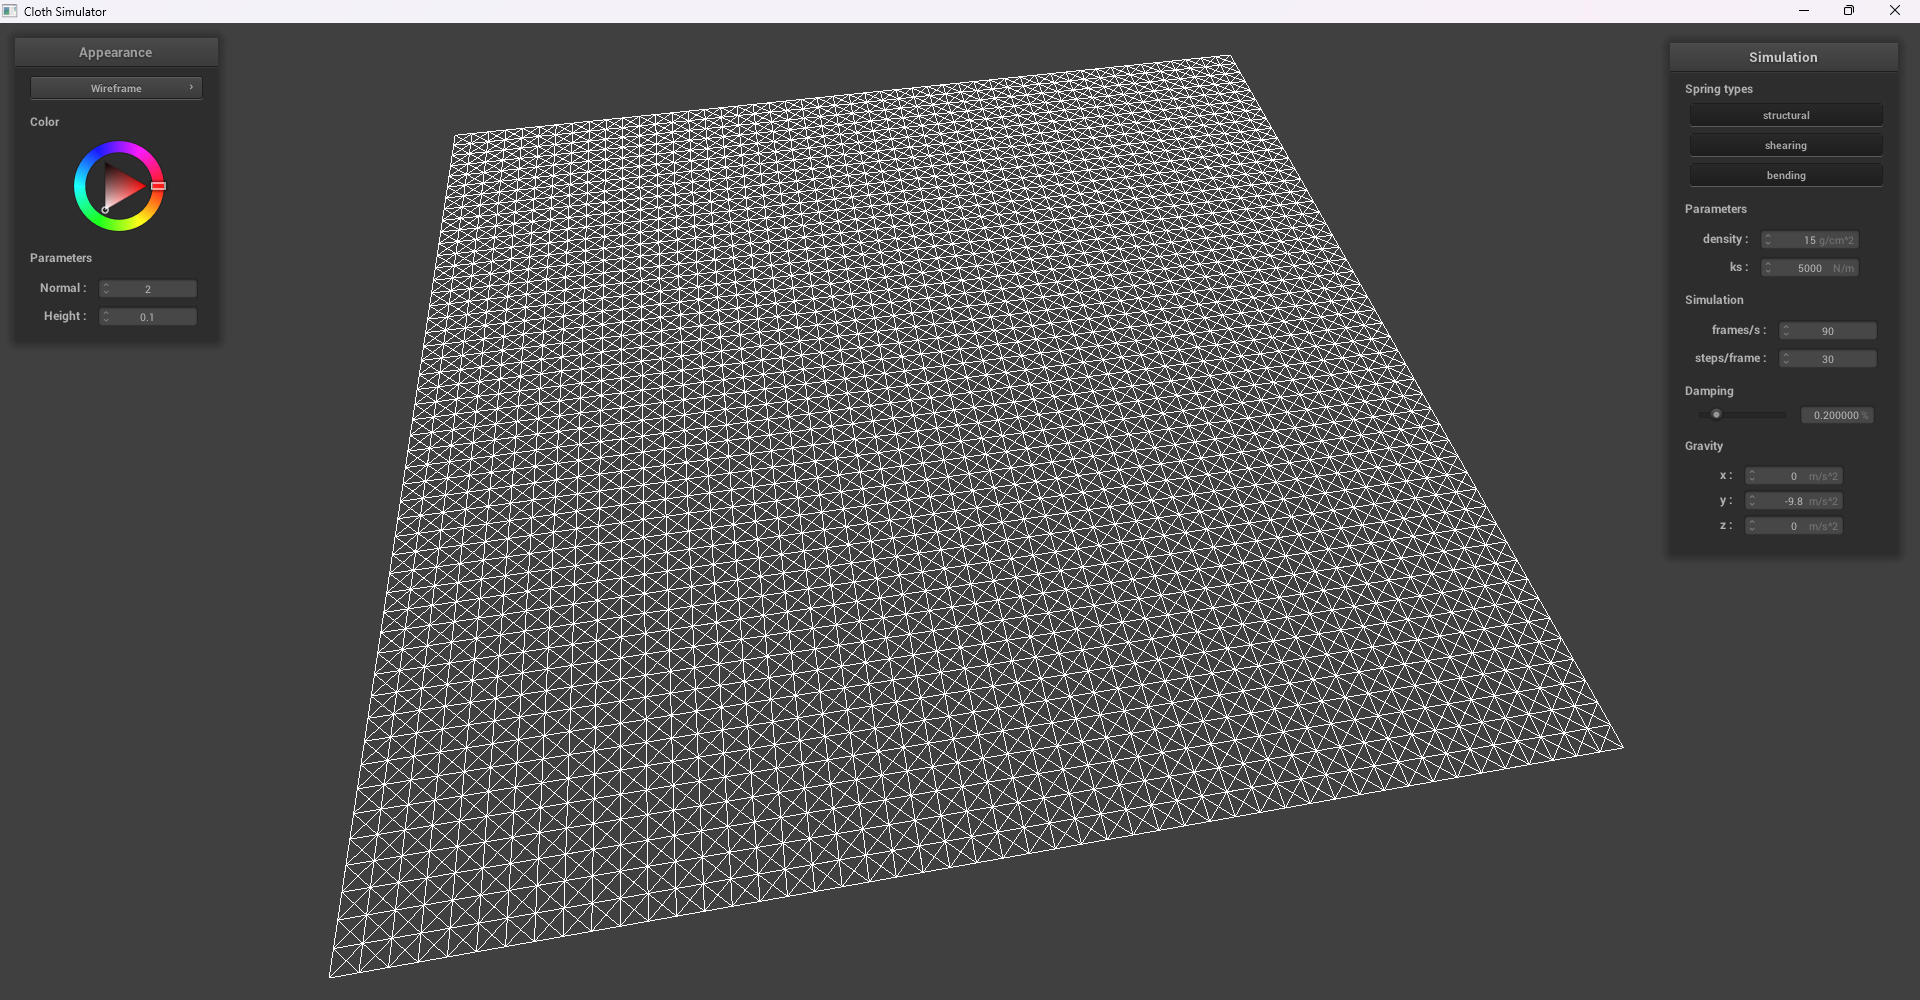 Cloth Simulator
Appearance
Wireframe
Color
Parameters
Normal : 2
Height : 0.1
Simulation
Spring types
structural
shearing
bending
Parameters
density : 15 g/cm^2
ks : 5000 N/m
Simulation
frames/s : 90
steps/frame : 30
Damping
0.200000 %
Gravity
x : 0 m/s^2
y : -9.8 m/s^2
z : 0 m/s^2